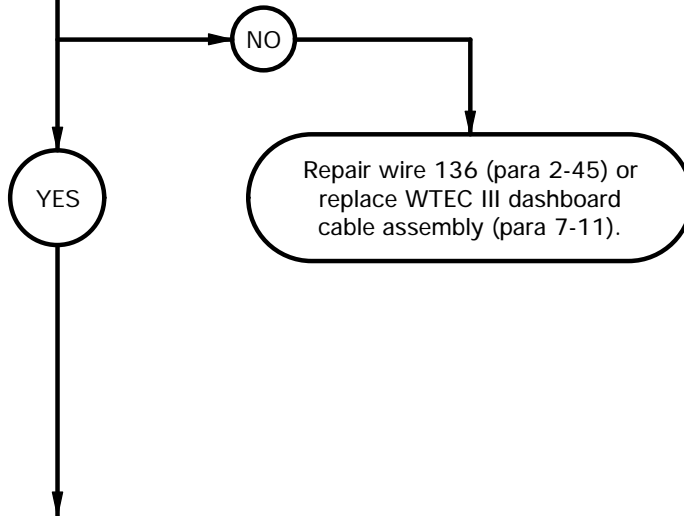 NO
YES
Repair wire 136 (para 2-45) or
replace WTEC III dashboard
cable assembly (para 7-11).